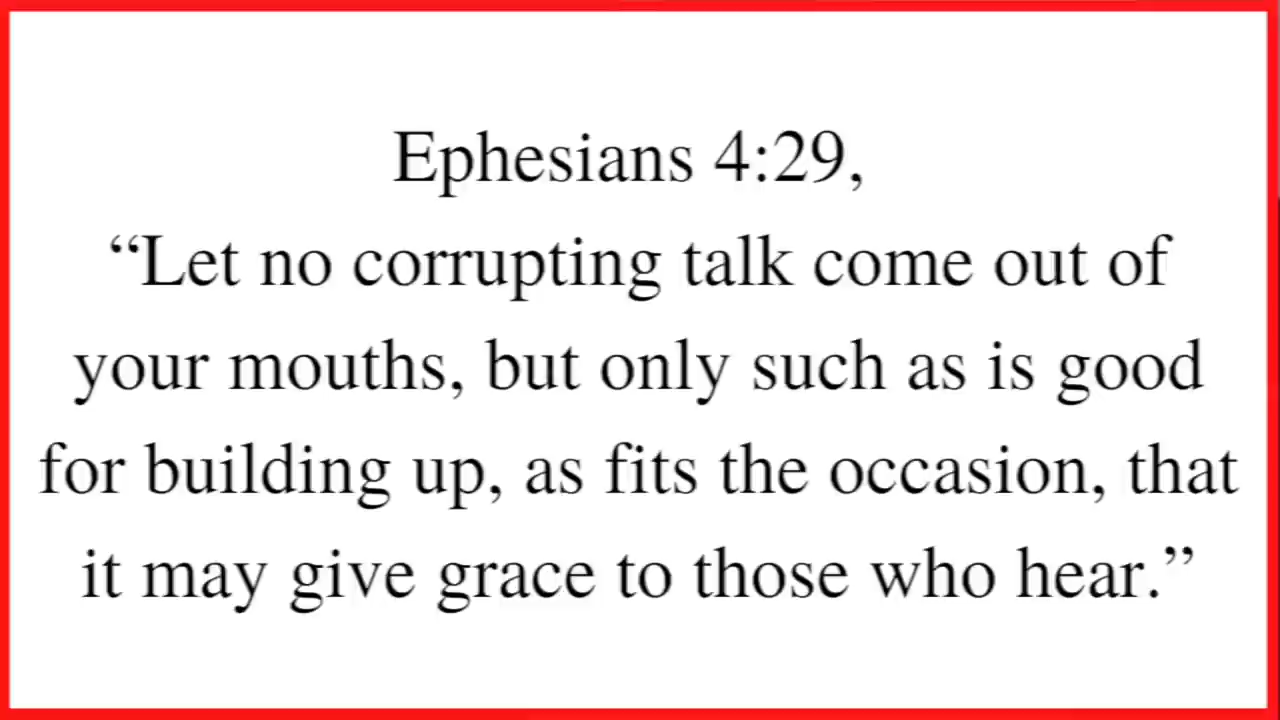 Ephesians 4:29,
“Let no corrupting talk come out of
your mouths, but only such as is good
for building up, as fits the occasion, that
it may give grace to those who hear.”